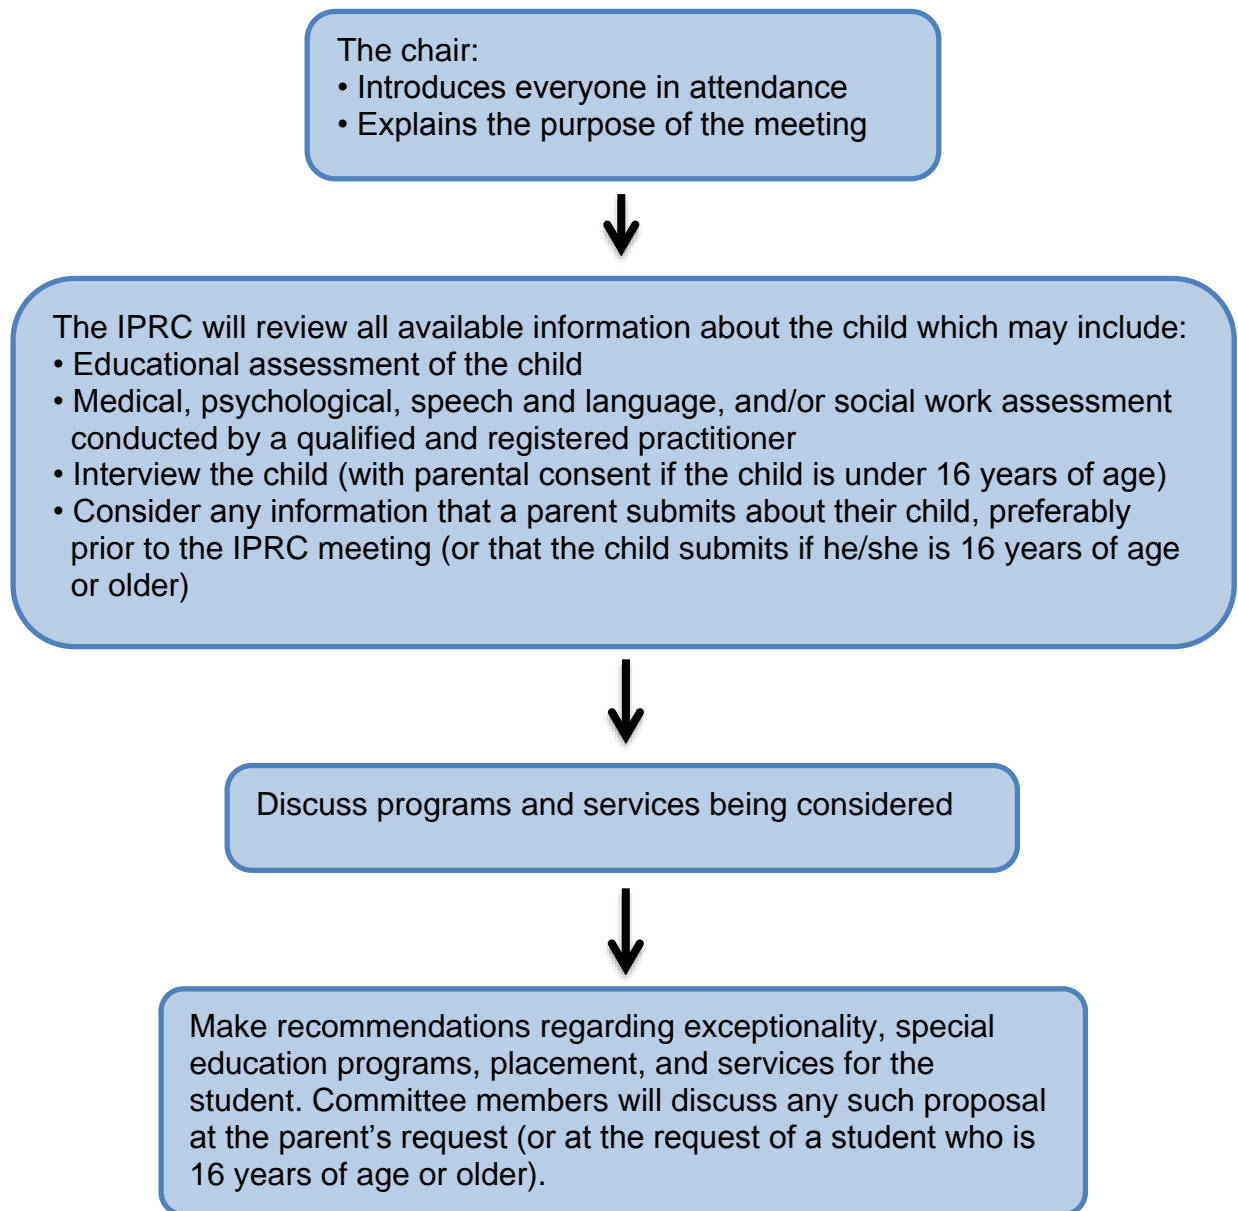 The chair:
• Introduces everyone in attendance
• Explains the purpose of the meeting
The IPRC will review all available information about the child which may include:
• Educational assessment of the child
• Medical, psychological, speech and language, and/or social work assessment
conducted by a qualified and registered practitioner
• Interview the child (with parental consent if the child is under 16 years of age)
• Consider any information that a parent submits about their child, preferably
prior to the IPRC meeting (or that the child submits if he/she is 16 years of age
or older)
Discuss programs and services being considered
Make recommendations regarding exceptionality, special
education programs, placement, and services for the
student. Committee members will discuss any such proposal
at the parent’s request (or at the request of a student who is
16 years of age or older).